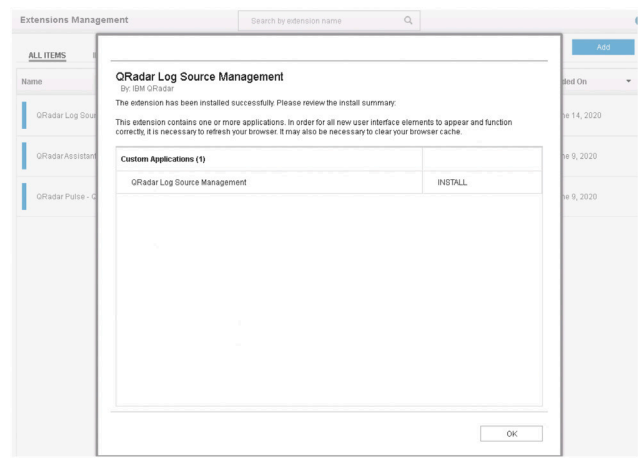 Extensions Management
Search by extension name
ALL ITEMS
Add
Name
ded On
QRadar Log Sour
ne 14, 2020
QRadar Assistant
ne 9, 2020
QRadar Pulse - Q
ne 9, 2020
QRadar Log Source Management
By: IBM QRadar
The extension has been installed successfully. Please review the install summary:
This extension contains one or more applications. In order for all new user interface elements to appear and function
correctly, it is necessary to refresh your browser. It may also be necessary to clear your browser cache.
Custom Applications (1)
QRadar Log Source Management INSTALL
OK